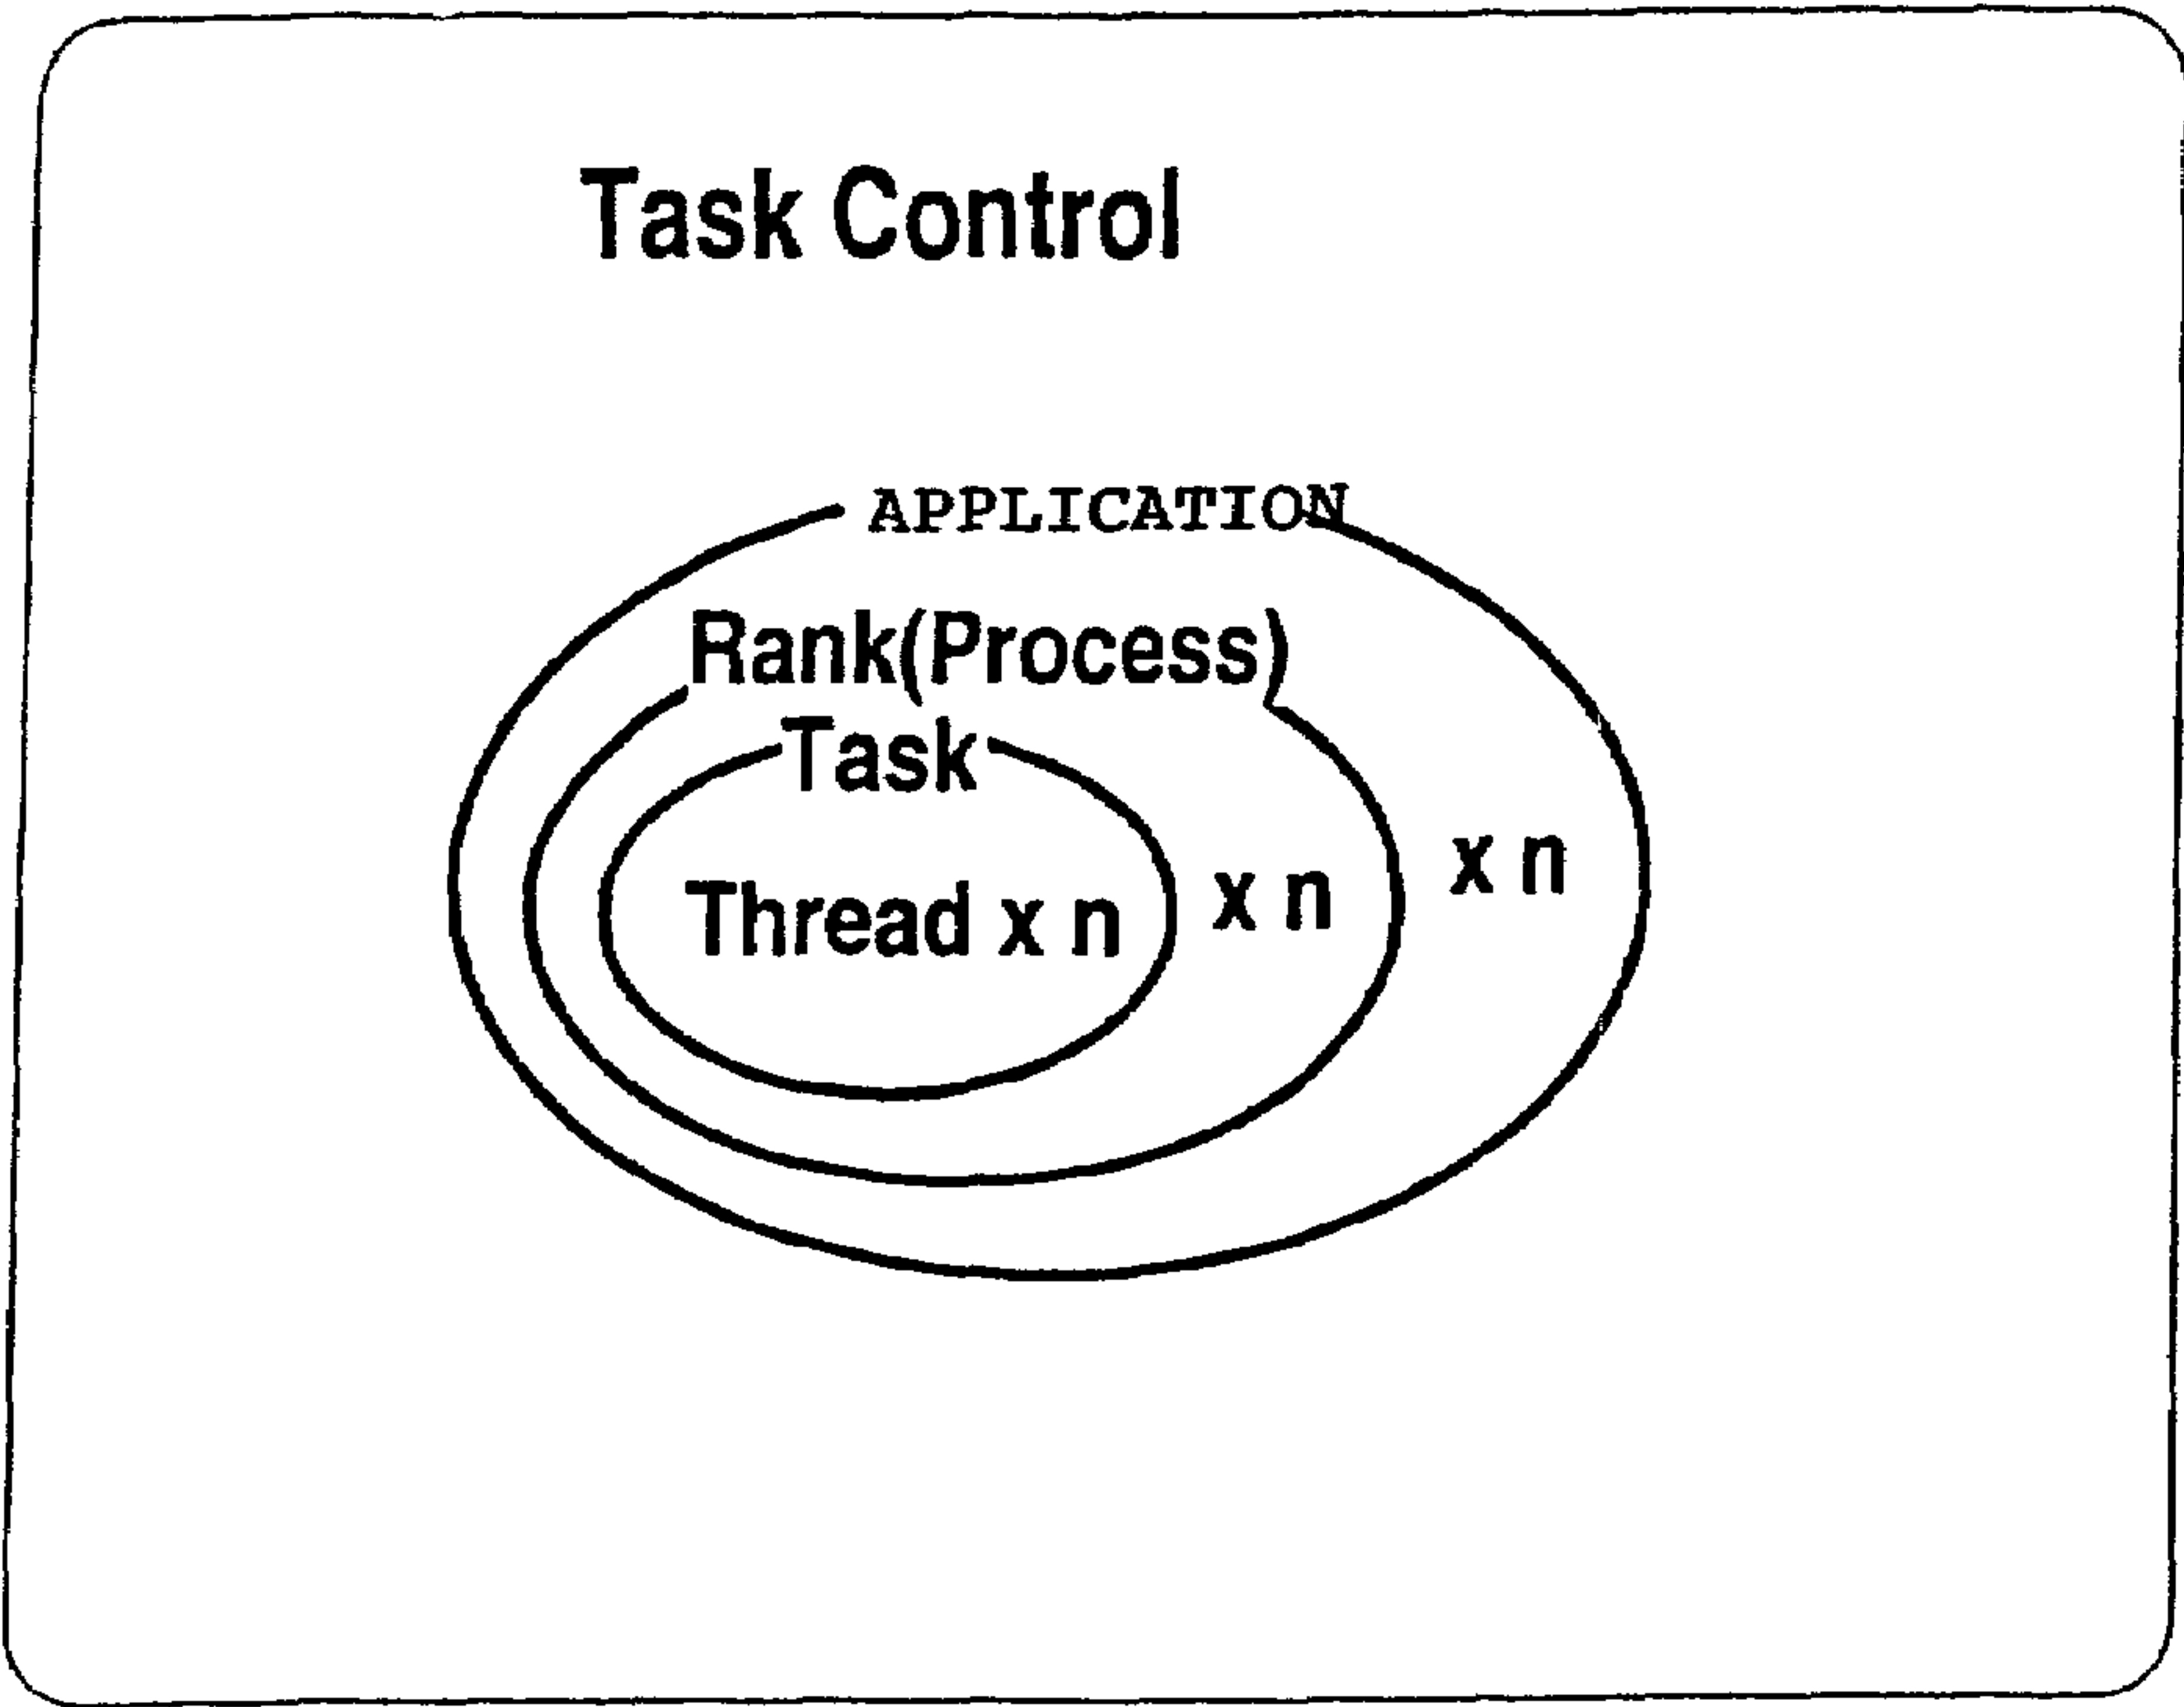 Task Control
APPLICATION
Rank(Process)
Task
Thread x n
x n
x n